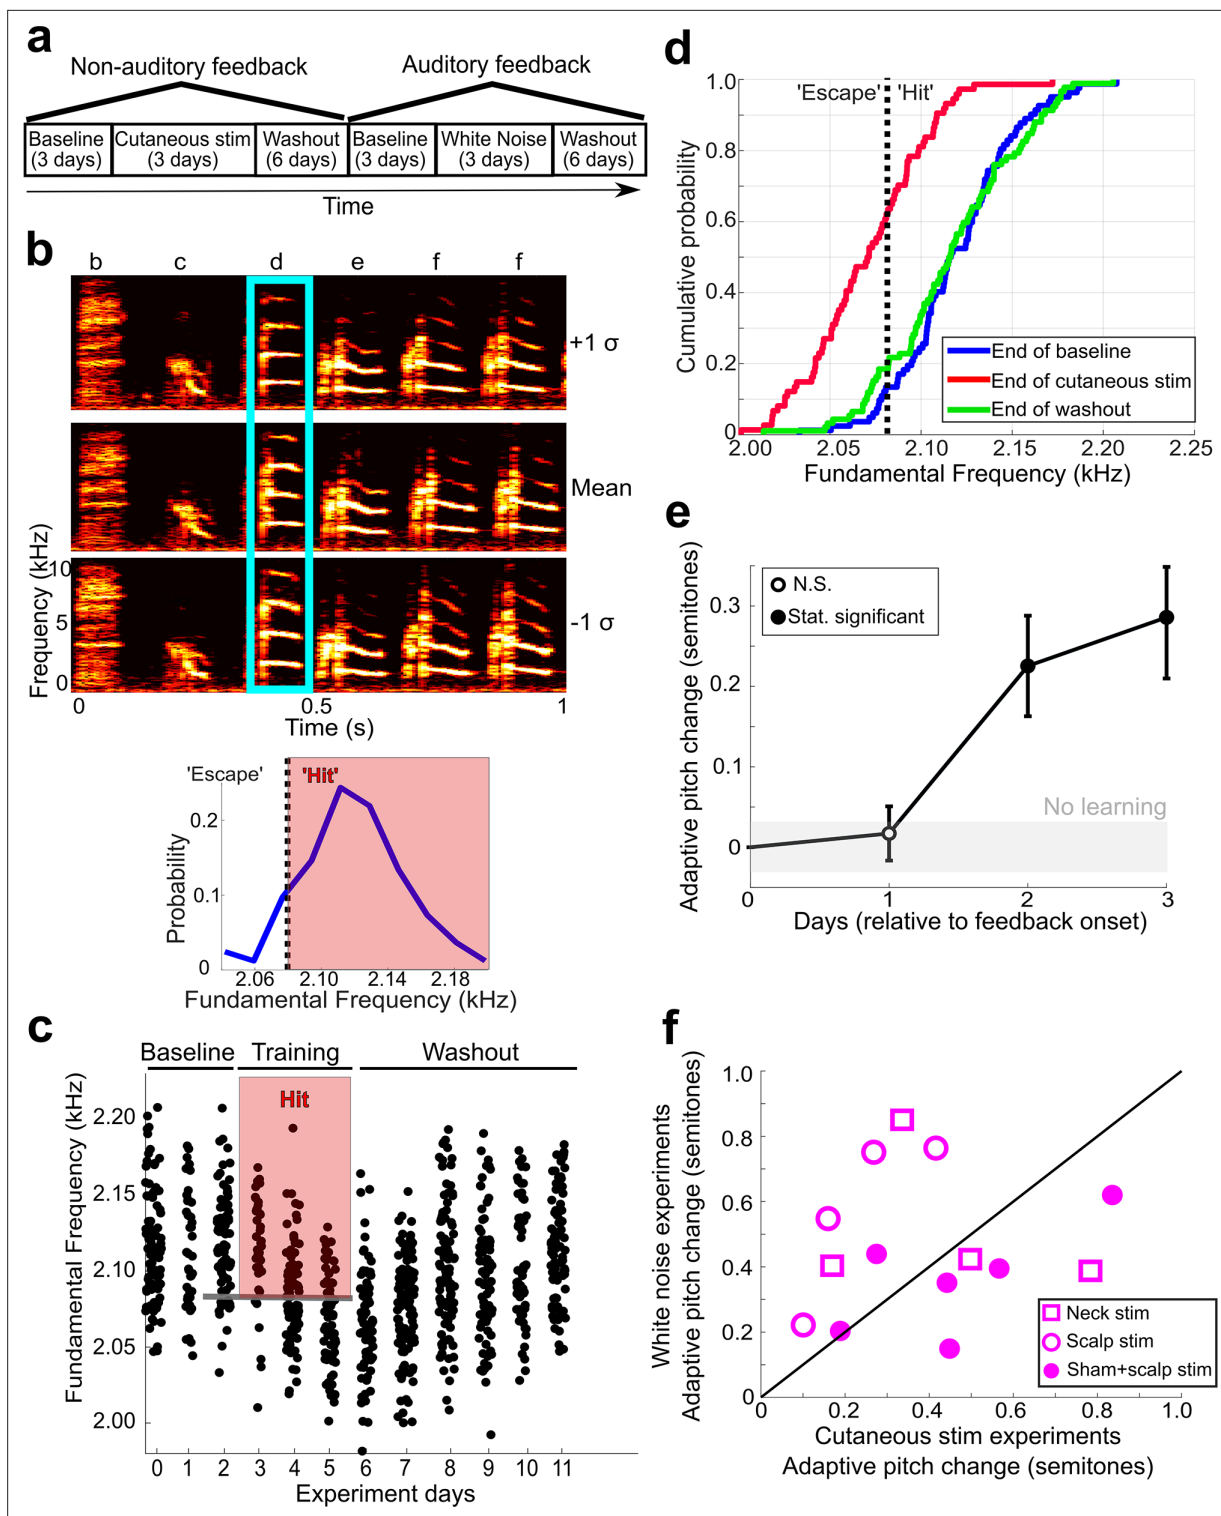 a
Non-auditory feedback
Auditory feedback
Baseline
(3 days)
Cutaneous stim
(3 days)
Washout
(6 days)
Baseline
(3 days)
White Noise
(3 days)
Washout
(6 days)
Time
b
b c d e f f
+1 σ
Mean
-1 σ
Frequency (kHz)
10
5
0
0 0.5 1
Time (s)
'Escape' 'Hit'
Probability
0.2
0.1
0
2.06 2.10 2.14 2.18
Fundamental Frequency (kHz)
c
Baseline Training Washout
Hit
Fundamental Frequency (kHz)
2.20
2.15
2.10
2.05
2.00
0 1 2 3 4 5 6 7 8 9 10 11
Experiment days
d
'Escape' 'Hit'
Cumulative probability
1.0
0.8
0.6
0.4
0.2
0
End of baseline
End of cutaneous stim
End of washout
2.00 2.05 2.10 2.15 2.20 2.25
Fundamental Frequency (kHz)
e
Adaptive pitch change (semitones)
N.S.
Stat. significant
0.3
0.2
0.1
0
No learning
0 1 2 3
Days (relative to feedback onset)
f
White noise experiments
Adaptive pitch change (semitones)
1.0
0.8
0.6
0.4
0.2
0
Neck stim
Scalp stim
Sham+scalp stim
0 0.2 0.4 0.6 0.8 1.0
Cutaneous stim experiments
Adaptive pitch change (semitones)